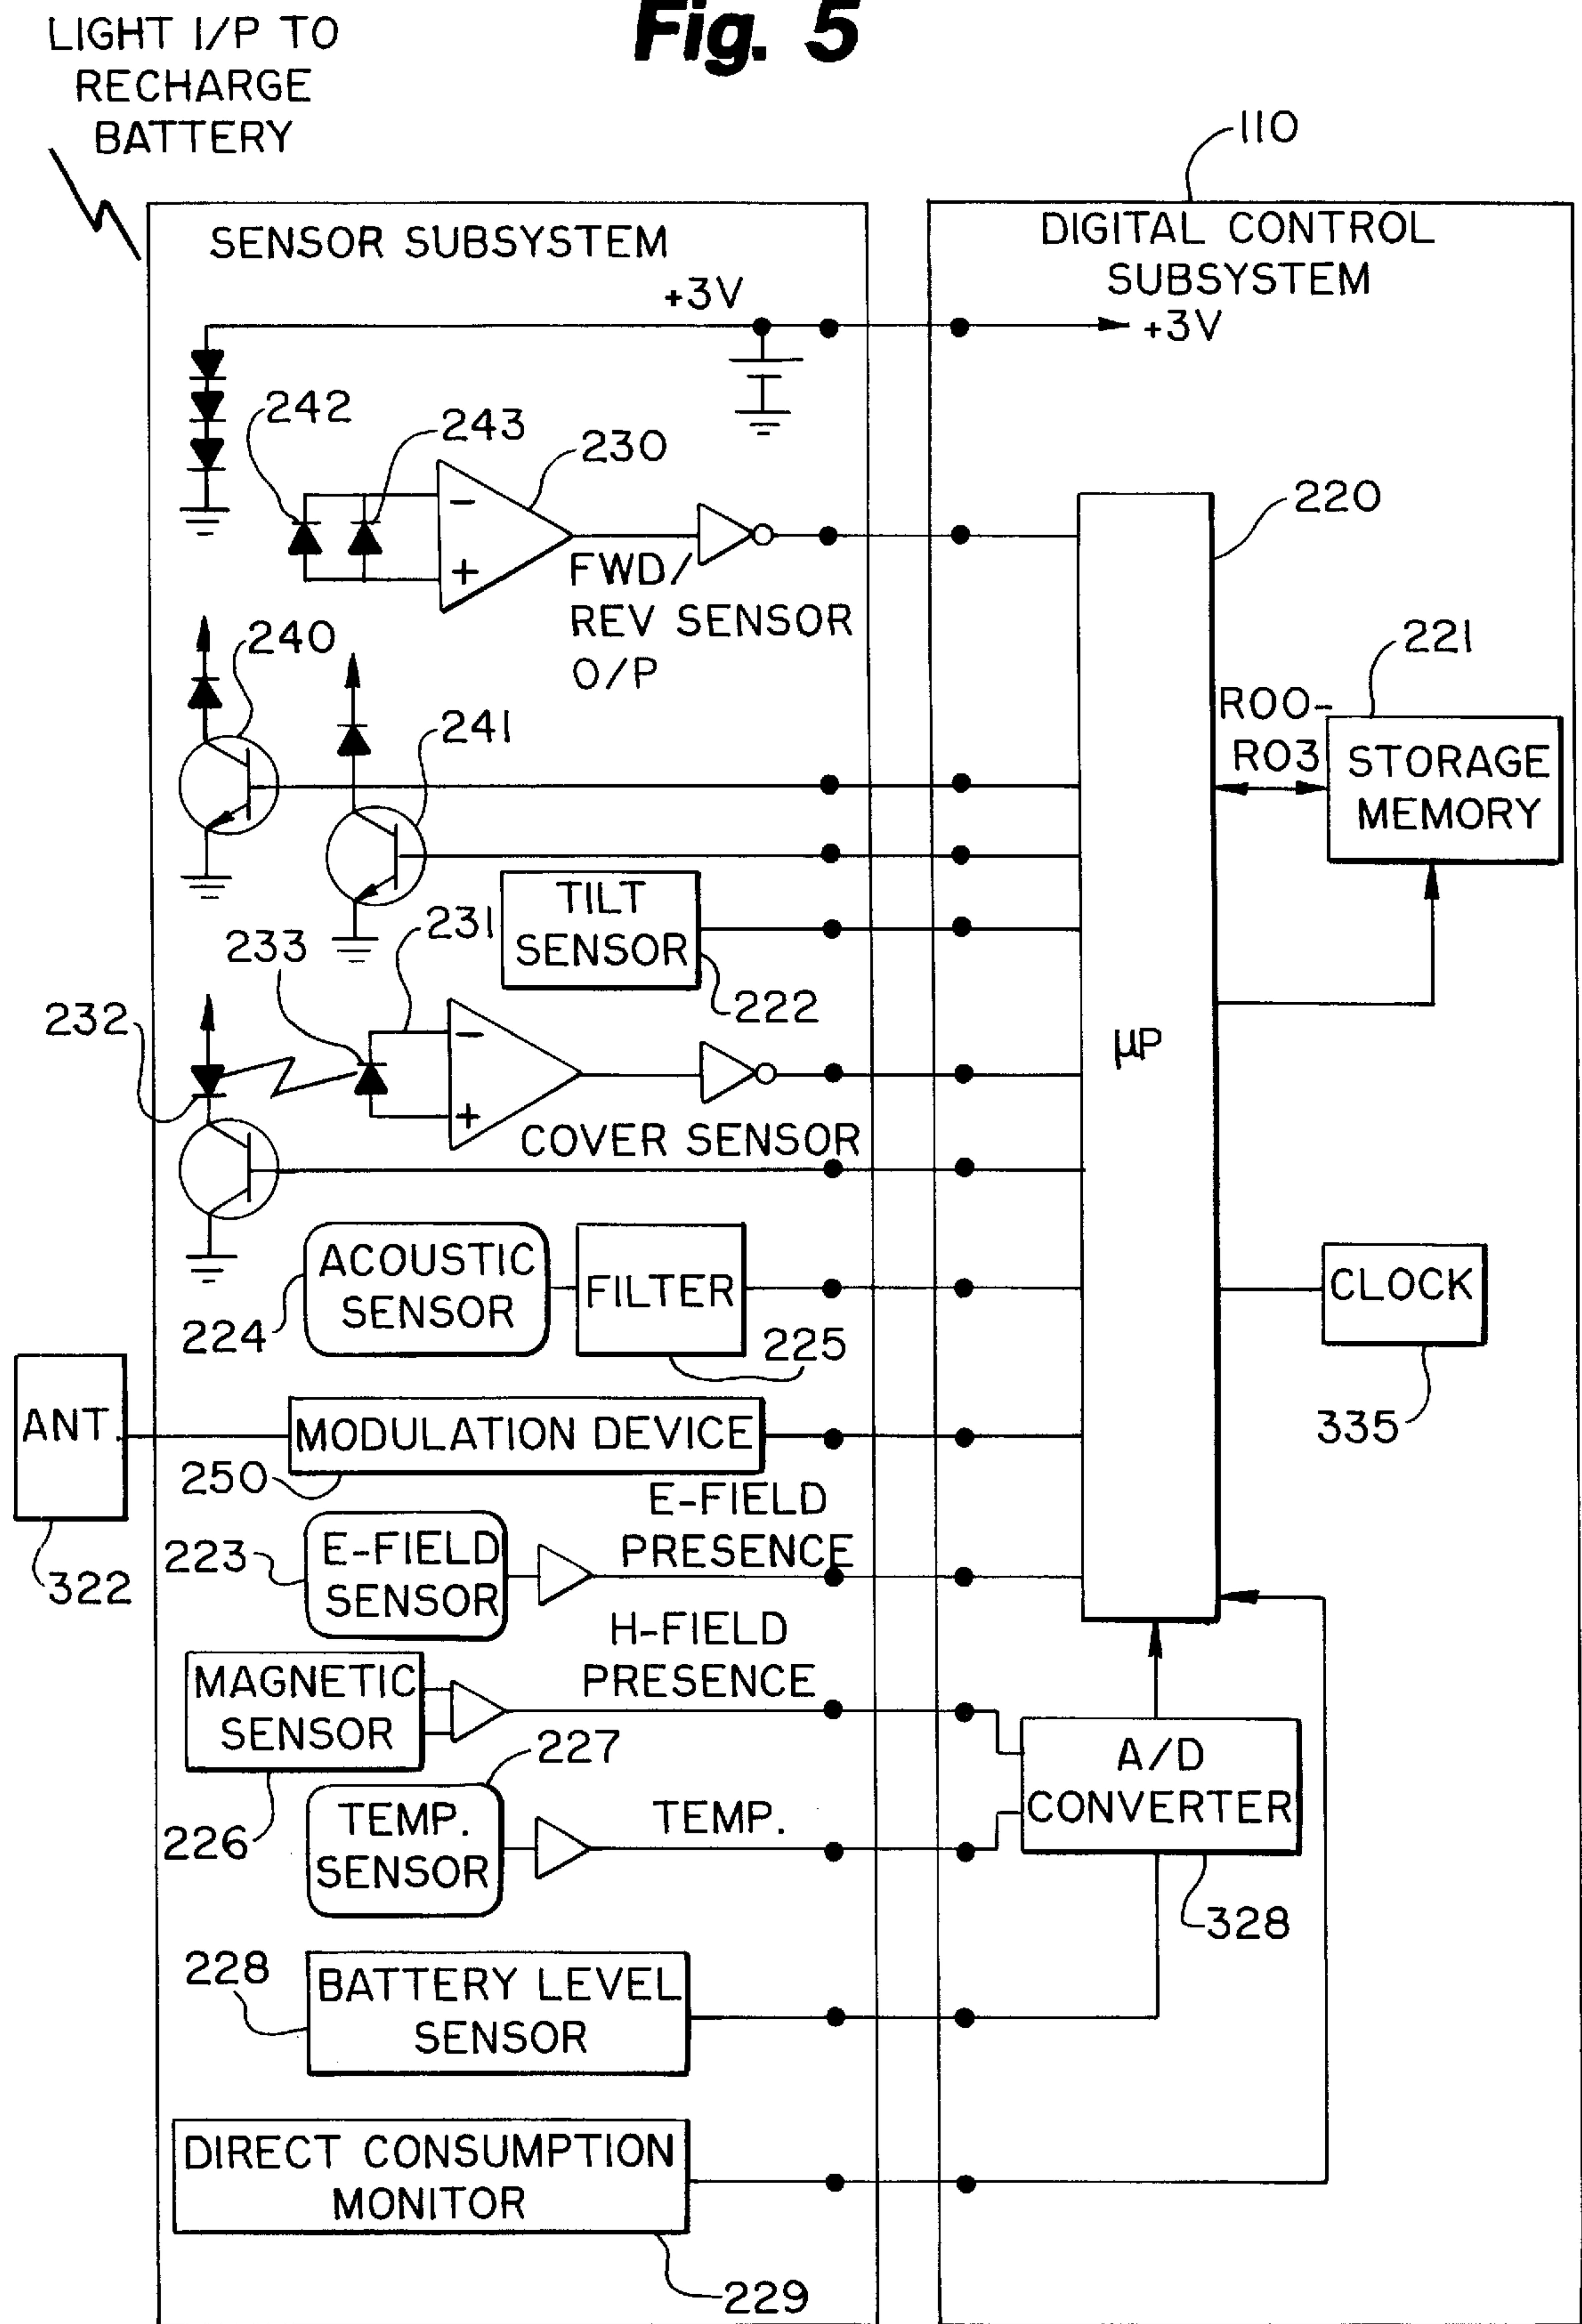 Fig. 5
LIGHT I/P TO
RECHARGE
BATTERY
110
SENSOR SUBSYSTEM
DIGITAL CONTROL
SUBSYSTEM
+3V
+3V
242
243
230
220
−
+
FWD/
REV SENSOR
O/P
240
241
221
R00-
R03
STORAGE
MEMORY
TILT
SENSOR
222
231
233
232
−
+
µP
COVER SENSOR
ACOUSTIC
SENSOR
FILTER
224
225
CLOCK
335
ANT.
322
MODULATION DEVICE
250
E-FIELD
PRESENCE
E-FIELD
SENSOR
223
H-FIELD
PRESENCE
MAGNETIC
SENSOR
226
227
A/D
CONVERTER
328
TEMP.
SENSOR
TEMP.
228
BATTERY LEVEL
SENSOR
DIRECT CONSUMPTION
MONITOR
229